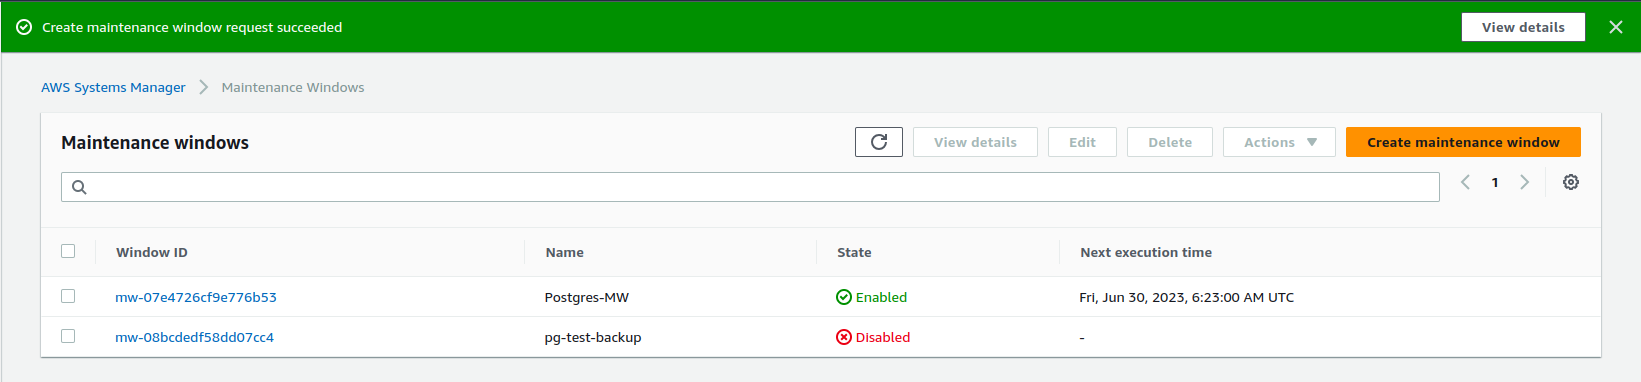 Create maintenance window request succeeded View details
AWS Systems Manager Maintenance Windows
Maintenance windows View details Edit Delete Actions Create maintenance window
1
Window ID Name State Next execution time
mw-07e4726cf9e776b53 Postgres-MW Enabled Fri, Jun 30, 2023, 6:23:00 AM UTC
mw-08bcdedf58dd07cc4 pg-test-backup Disabled -